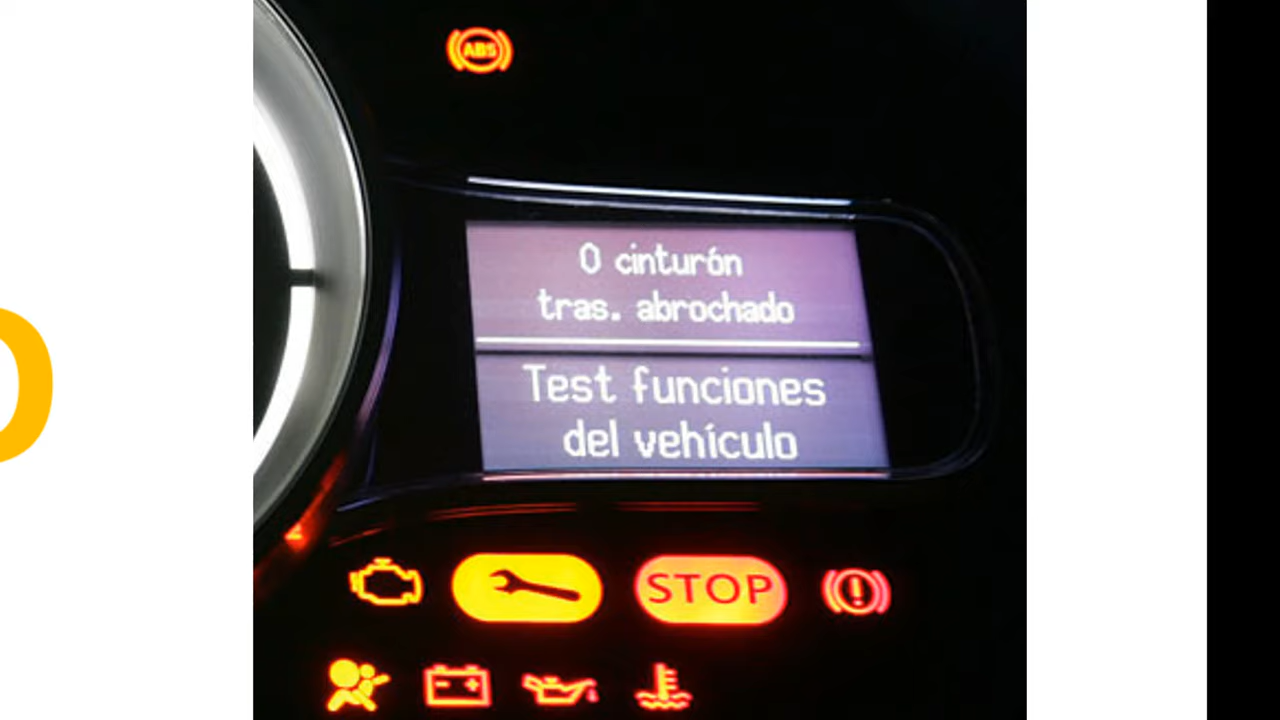 ABS
0 cinturón
tras. abrochado
Test funciones
del vehículo
STOP